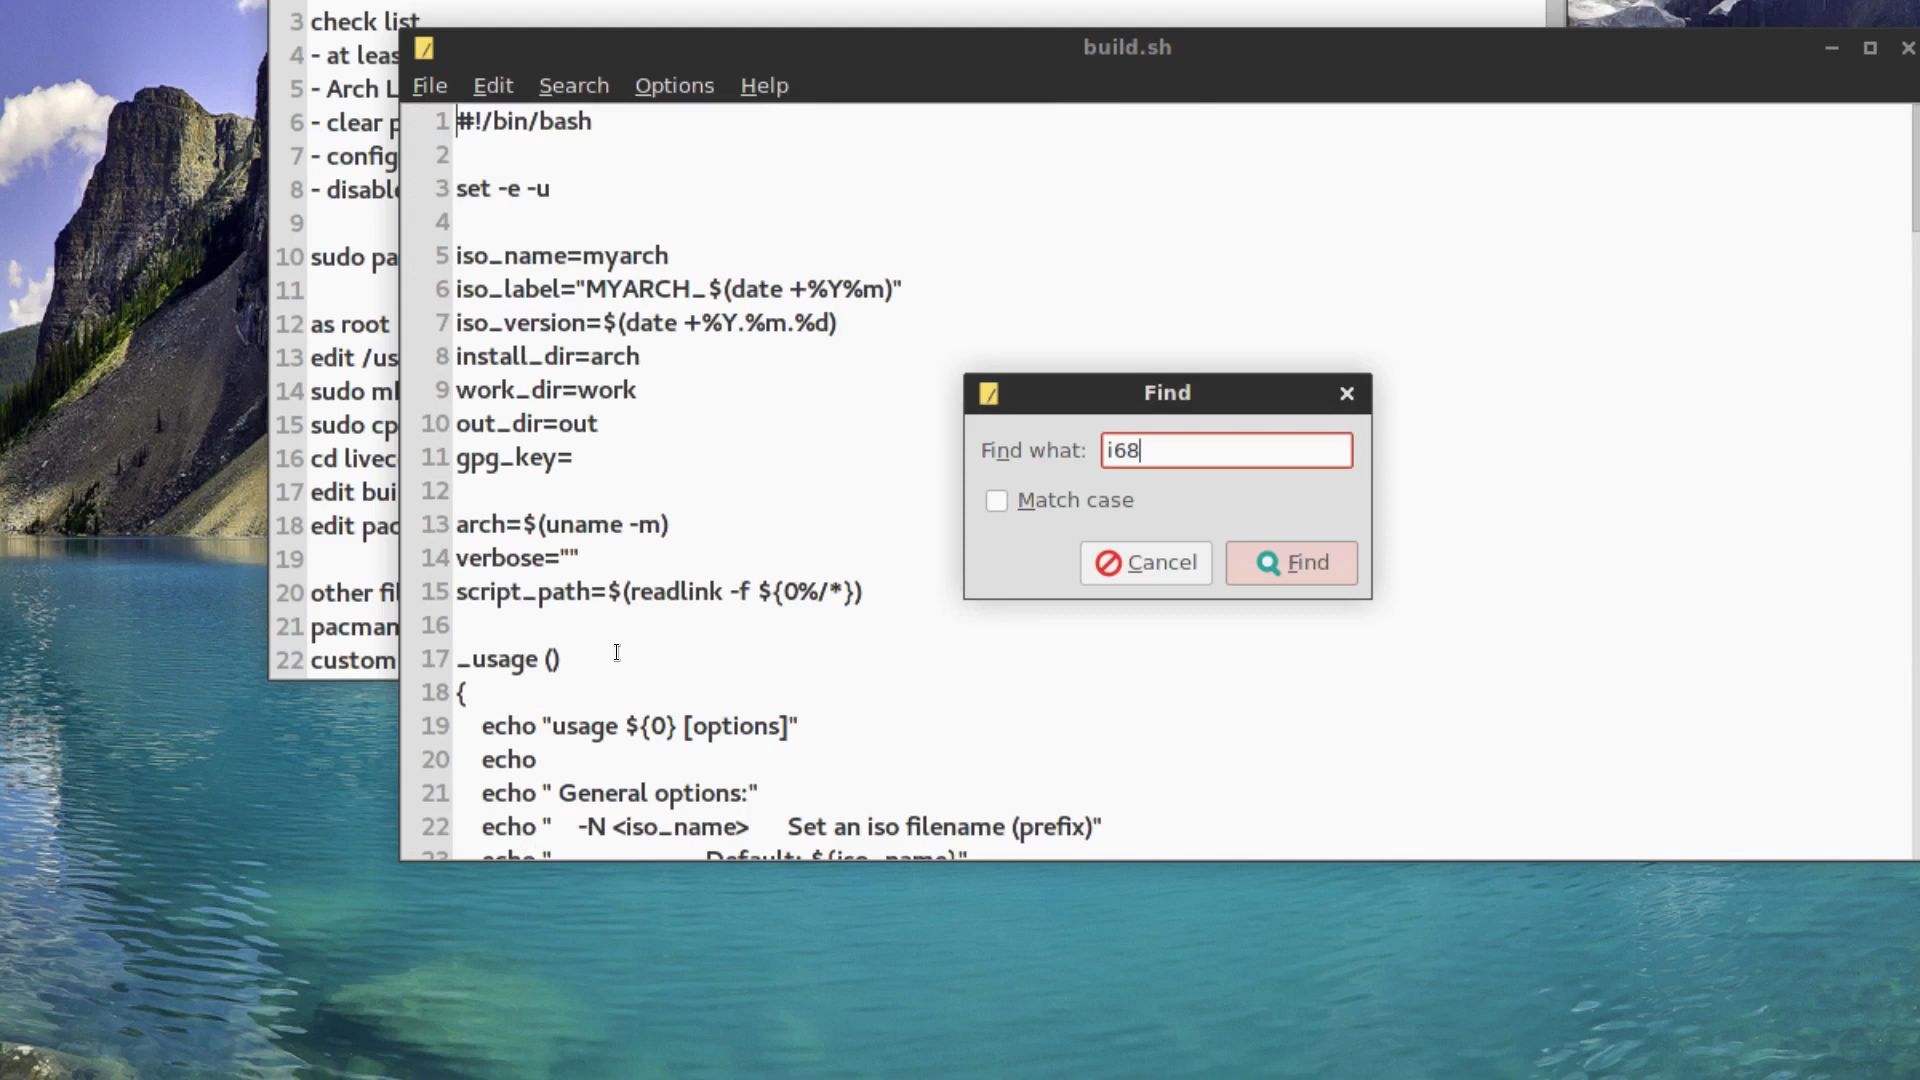 3 check list
4 - at leas
5 - Arch L
6 - clear p
7 - config
8 - disable
9
10 sudo pa
11
12 as root
13 edit /us
14 sudo ml
15 sudo cp
16 cd livec
17 edit bui
18 edit pac
19
20 other fil
21 pacman
22 custom
build.sh
File Edit Search Options Help
1 #!/bin/bash
2
3 set -e -u
4
5 iso_name=myarch
6 iso_label="MYARCH_$(date +%Y%m)"
7 iso_version=$(date +%Y.%m.%d)
8 install_dir=arch
9 work_dir=work
10 out_dir=out
11 gpg_key=
12
13 arch=$(uname -m)
14 verbose=""
15 script_path=$(readlink -f ${0%/*})
16
17 _usage ()
18 {
19 echo "usage ${0} [options]"
20 echo
21 echo " General options:"
22 echo " -N <iso_name> Set an iso filename (prefix)"
23 echo " Default: ${iso_name}"
Find
Find what: i68
Match case
Cancel Find